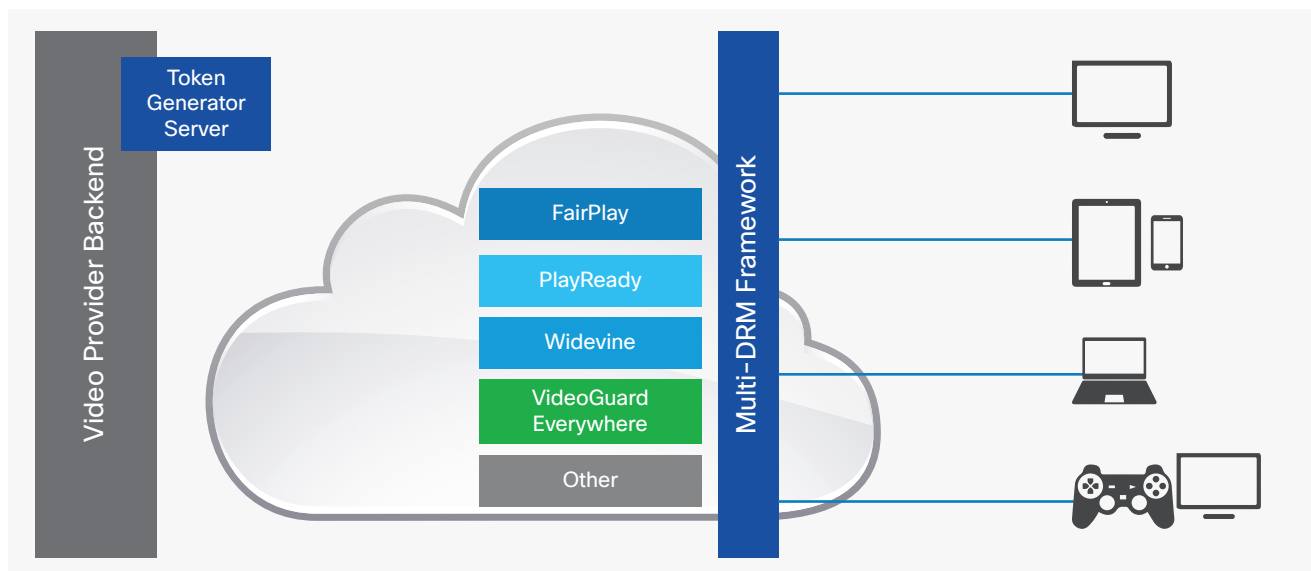 Video Provider Backend
Token
Generator
Server
FairPlay
PlayReady
Widevine
VideoGuard
Everywhere
Other
Multi-DRM Framework